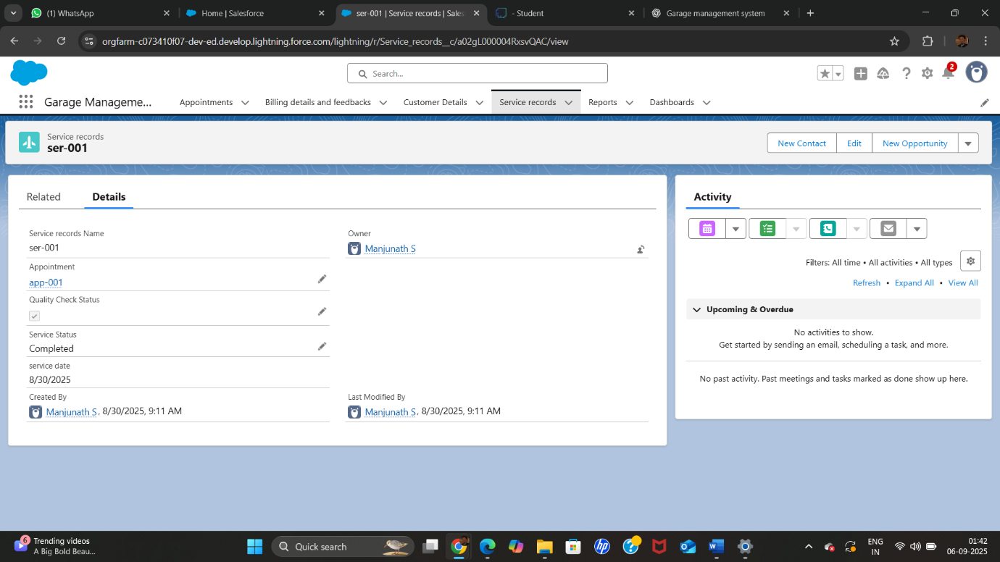 (1) WhatsApp
Home | Salesforce
ser-001 | Service records | Sales
- Student
Garage management system
orgfarm-c073410f07-dev-ed.develop.lightning.force.com/lightning/r/Service_records__c/a02gL000004RxsvQAC/view
Search...
2
Garage Manageme...
Appointments
Billing details and feedbacks
Customer Details
Service records
Reports
Dashboards
Service records
ser-001
New Contact
Edit
New Opportunity
Related
Details
Service records Name
ser-001
Owner
Manjunath S
Appointment
app-001
Quality Check Status
Service Status
Completed
service date
8/30/2025
Created By
Manjunath S, 8/30/2025, 9:11 AM
Last Modified By
Manjunath S, 8/30/2025, 9:11 AM
Activity
Filters: All time • All activities • All types
Refresh • Expand All • View All
Upcoming & Overdue
No activities to show.
Get started by sending an email, scheduling a task, and more.
No past activity. Past meetings and tasks marked as done show up here.
6
Trending videos
A Big Bold Beau...
Quick search
ENG
IN
01:42
06-09-2025